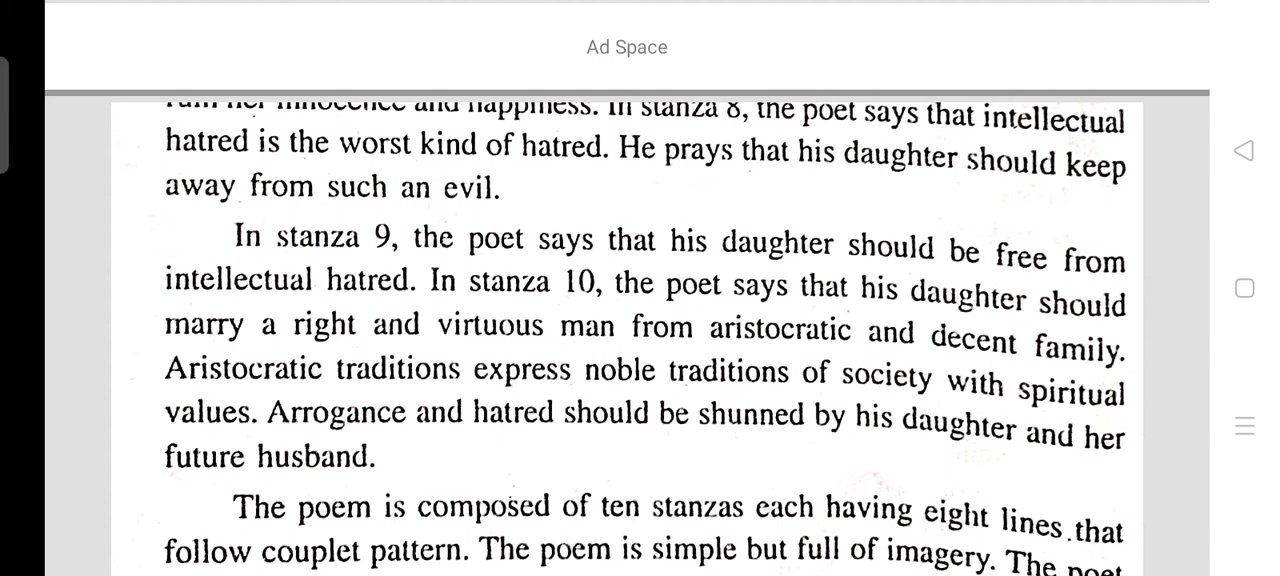 Ad Space
her innocence and happiness. In stanza 8, the poet says that intellectual
hatred is the worst kind of hatred. He prays that his daughter should keep
away from such an evil.
In stanza 9, the poet says that his daughter should be free from
intellectual hatred. In stanza 10, the poet says that his daughter should
marry a right and virtuous man from aristocratic and decent family.
Aristocratic traditions express noble traditions of society with spiritual
values. Arrogance and hatred should be shunned by his daughter and her
future husband.
The poem is composed of ten stanzas each having eight lines that
follow couplet pattern. The poem is simple but full of imagery. The poet